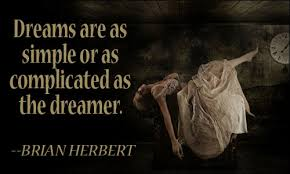 Dreams are as
simple or as
complicated as
the dreamer.
--BRIAN HERBERT